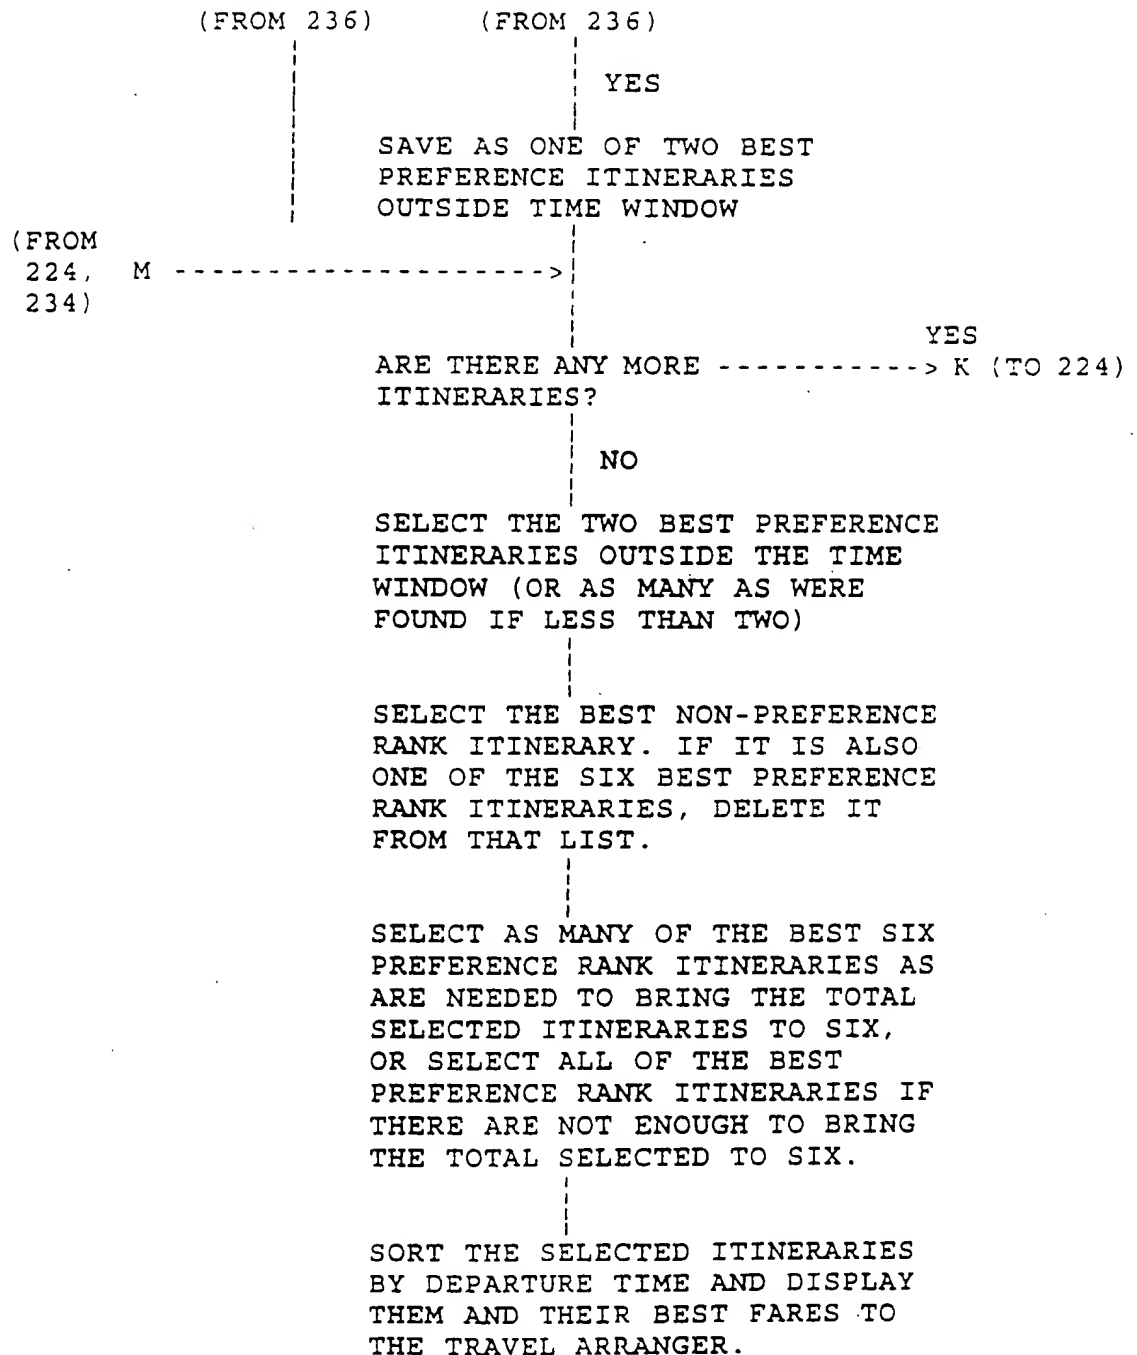 (FROM 236) (FROM 236)
YES
SAVE AS ONE OF TWO BEST
PREFERENCE ITINERARIES
OUTSIDE TIME WINDOW
(FROM
224, M - - - - - - - - - - - - - - - - - - - - >
234)
YES
ARE THERE ANY MORE - - - - - - - - - - - > K (TO 224)
ITINERARIES?
NO
SELECT THE TWO BEST PREFERENCE
ITINERARIES OUTSIDE THE TIME
WINDOW (OR AS MANY AS WERE
FOUND IF LESS THAN TWO)
SELECT THE BEST NON-PREFERENCE
RANK ITINERARY. IF IT IS ALSO
ONE OF THE SIX BEST PREFERENCE
RANK ITINERARIES, DELETE IT
FROM THAT LIST.
SELECT AS MANY OF THE BEST SIX
PREFERENCE RANK ITINERARIES AS
ARE NEEDED TO BRING THE TOTAL
SELECTED ITINERARIES TO SIX,
OR SELECT ALL OF THE BEST
PREFERENCE RANK ITINERARIES IF
THERE ARE NOT ENOUGH TO BRING
THE TOTAL SELECTED TO SIX.
SORT THE SELECTED ITINERARIES
BY DEPARTURE TIME AND DISPLAY
THEM AND THEIR BEST FARES TO
THE TRAVEL ARRANGER.